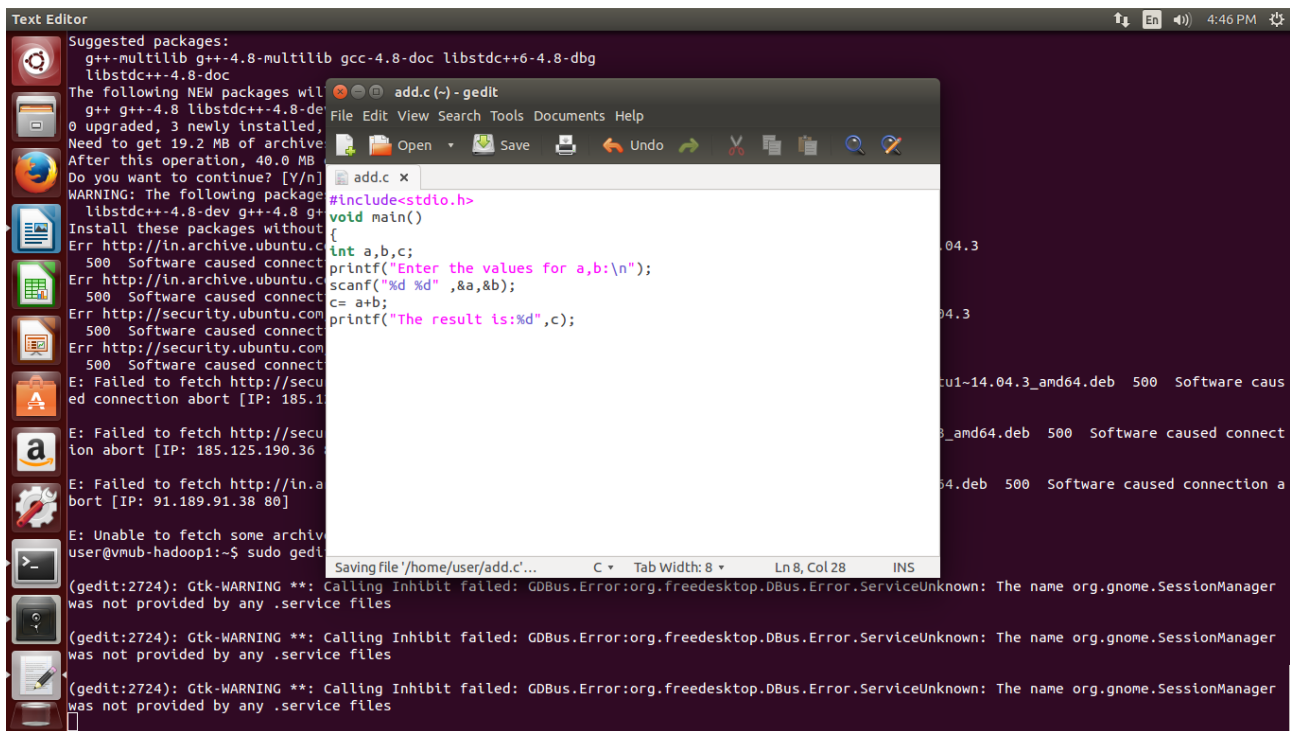 Text Editor
En
4:46 PM
Suggested packages:
g++-multilib g++-4.8-multilib gcc-4.8-doc libstdc++6-4.8-dbg
libstdc++-4.8-doc
The following NEW packages wil
g++ g++-4.8 libstdc++-4.8-de
0 upgraded, 3 newly installed,
Need to get 19.2 MB of archive
After this operation, 40.0 MB
Do you want to continue? [Y/n]
WARNING: The following package
libstdc++-4.8-dev g++-4.8 g+
Install these packages without
Err http://in.archive.ubuntu.c
.04.3
500 Software caused connect
Err http://in.archive.ubuntu.c
500 Software caused connect
Err http://security.ubuntu.com
04.3
500 Software caused connect
Err http://security.ubuntu.com
500 Software caused connect
E: Failed to fetch http://secu
tu1~14.04.3_amd64.deb 500 Software caus
ed connection abort [IP: 185.1
E: Failed to fetch http://secu
3_amd64.deb 500 Software caused connect
ion abort [IP: 185.125.190.36
E: Failed to fetch http://in.a
64.deb 500 Software caused connection a
bort [IP: 91.189.91.38 80]
E: Unable to fetch some archiv
user@vmub-hadoop1:~$ sudo gedi
(gedit:2724): Gtk-WARNING **: Calling Inhibit failed: GDBus.Error:org.freedesktop.DBus.Error.ServiceUnknown: The name org.gnome.SessionManager
was not provided by any .service files
(gedit:2724): Gtk-WARNING **: Calling Inhibit failed: GDBus.Error:org.freedesktop.DBus.Error.ServiceUnknown: The name org.gnome.SessionManager
was not provided by any .service files
(gedit:2724): Gtk-WARNING **: Calling Inhibit failed: GDBus.Error:org.freedesktop.DBus.Error.ServiceUnknown: The name org.gnome.SessionManager
was not provided by any .service files
add.c (~) - gedit
File Edit View Search Tools Documents Help
Open Save Undo
add.c
#include<stdio.h>
void main()
{
int a,b,c;
printf("Enter the values for a,b:\n");
scanf("%d %d" ,&a,&b);
c= a+b;
printf("The result is:%d",c);
Saving file '/home/user/add.c'... C Tab Width: 8 Ln 8, Col 28 INS